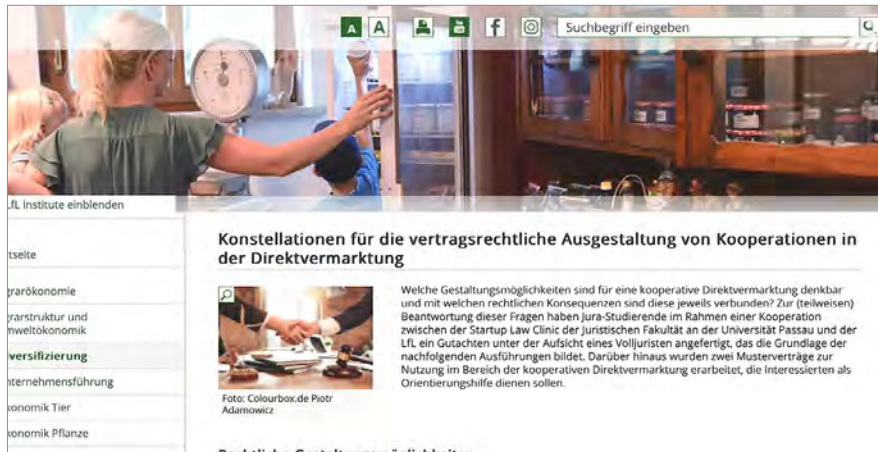 A A f Suchbegriff eingeben
LfL Institute einblenden
Konstellationen für die vertragsrechtliche Ausgestaltung von Kooperationen in
der Direktvermarktung
tseite
grarökonomie
grarstruktur und
mweltökonomik
versifizierung
nternehmensführung
konomik Tier
konomik Pflanze
Foto: Colourbox.de Piotr
Adamowicz
Welche Gestaltungsmöglichkeiten sind für eine kooperative Direktvermarktung denkbar
und mit welchen rechtlichen Konsequenzen sind diese jeweils verbunden? Zur (teilweisen)
Beantwortung dieser Fragen haben Jura-Studierende im Rahmen einer Kooperation
zwischen der Startup Law Clinic der Juristischen Fakultät an der Universität Passau und der
LfL ein Gutachten unter der Aufsicht eines Volljuristen angefertigt, das die Grundlage der
nachfolgenden Ausführungen bildet. Darüber hinaus wurden zwei Musterverträge zur
Nutzung im Bereich der kooperativen Direktvermarktung erarbeitet, die Interessierten als
Orientierungshilfe dienen sollen.